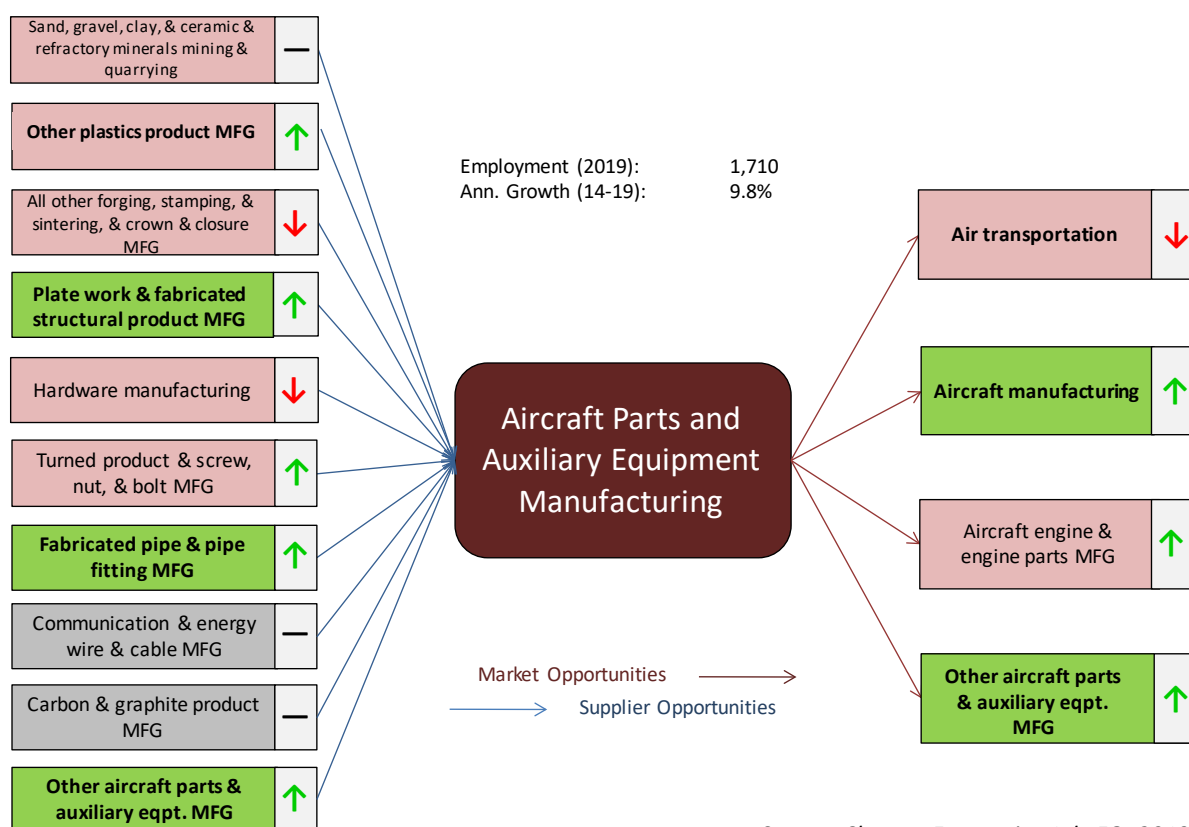 Sand, gravel, clay, & ceramic &
refractory minerals mining &
quarrying
Other plastics product MFG
All other forging, stamping, &
sintering, & crown & closure
MFG
Plate work & fabricated
structural product MFG
Hardware manufacturing
Turned product & screw,
nut, & bolt MFG
Fabricated pipe & pipe
fitting MFG
Communication & energy
wire & cable MFG
Carbon & graphite product
MFG
Other aircraft parts &
auxiliary eqpt. MFG
Employment (2019): 1,710
Ann. Growth (14-19): 9.8%
Aircraft Parts and
Auxiliary Equipment
Manufacturing
Market Opportunities
Supplier Opportunities
Air transportation
Aircraft manufacturing
Aircraft engine &
engine parts MFG
Other aircraft parts
& auxiliary eqpt.
MFG